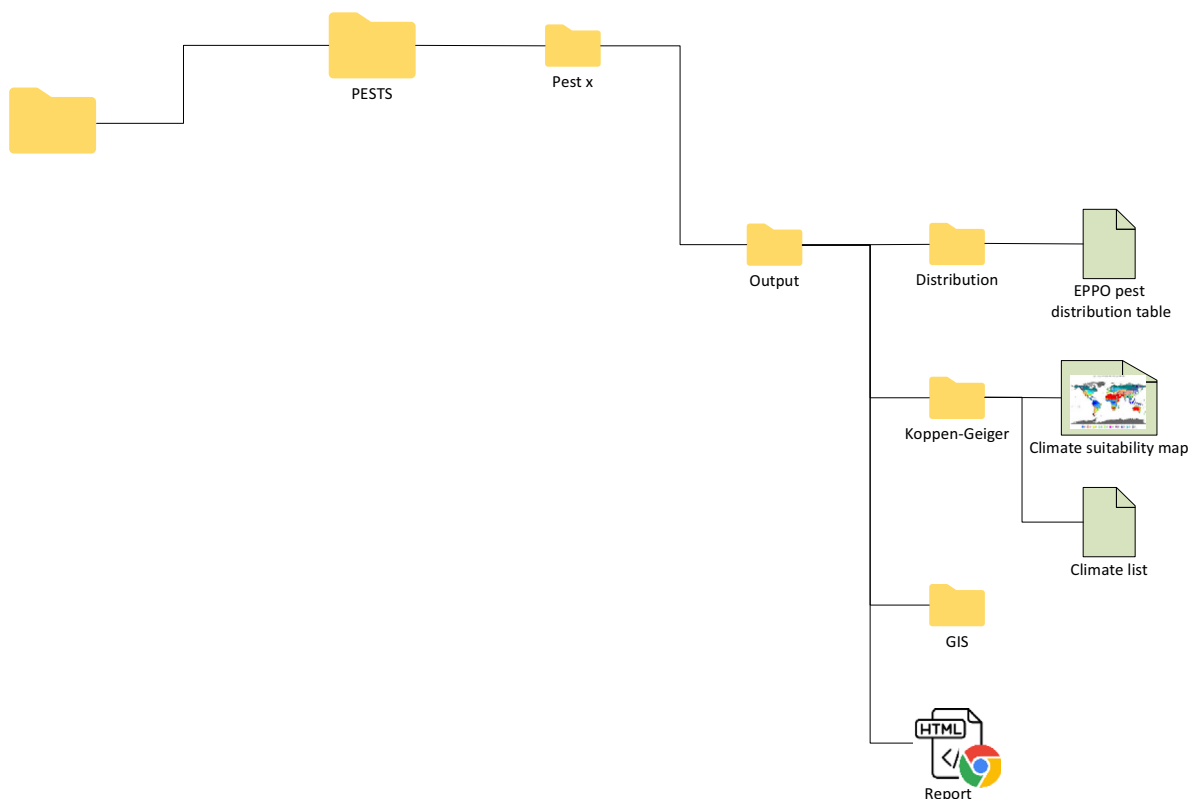 PESTS
Pest x
Output
Distribution
EPPO pest
distribution table
Koppen-Geiger
Climate suitability map
Climate list
GIS
HTML
</>
Report